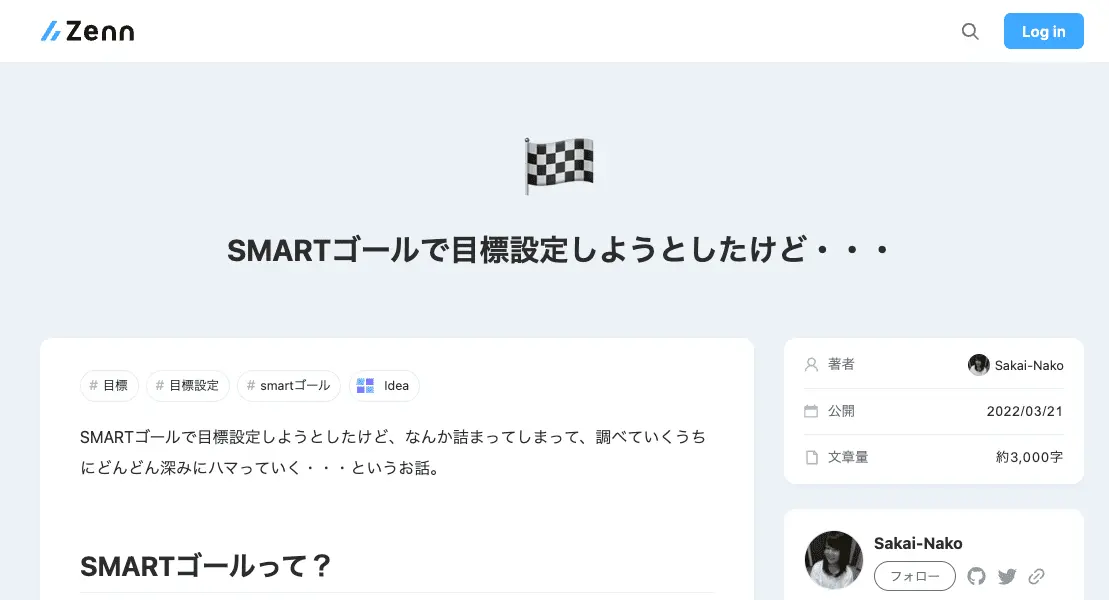 Zenn
Log in
SMARTゴールで目標設定しようとしたけど・・・
# 目標
# 目標設定
# smartゴール
Idea
SMARTゴールで目標設定しようとしたけど、なんか詰まってしまって、調べていくうち
にどんどん深みにハマっていく・・・というお話。
SMARTゴールって？
著者
Sakai-Nako
公開
2022/03/21
文章量
約3,000字
Sakai-Nako
フォロー